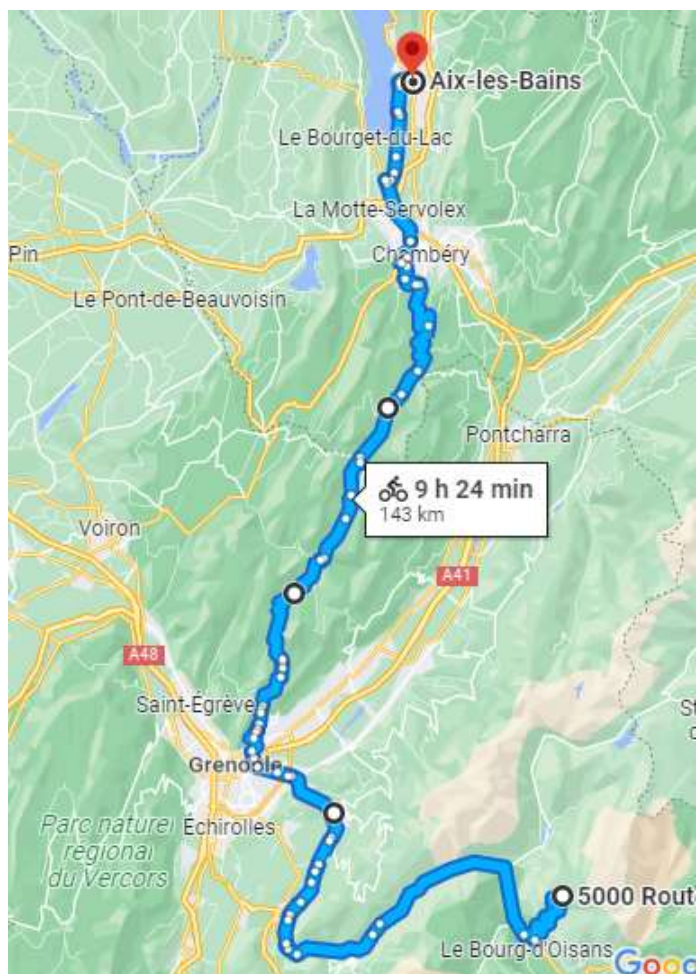 Aix-les-Bains
Le Bourget-du-Lac
La Motte-Servolex
Chambéry
Pin
Le Pont-de-Beauvoisin
Pontcharra
9 h 24 min
143 km
Voiron
A41
A48
Saint-Égrève
St
Grenoble
Échirolles
Parc naturel
régional
du Vercors
5000 Rout
Le Bourg-d'Oisans
Goog